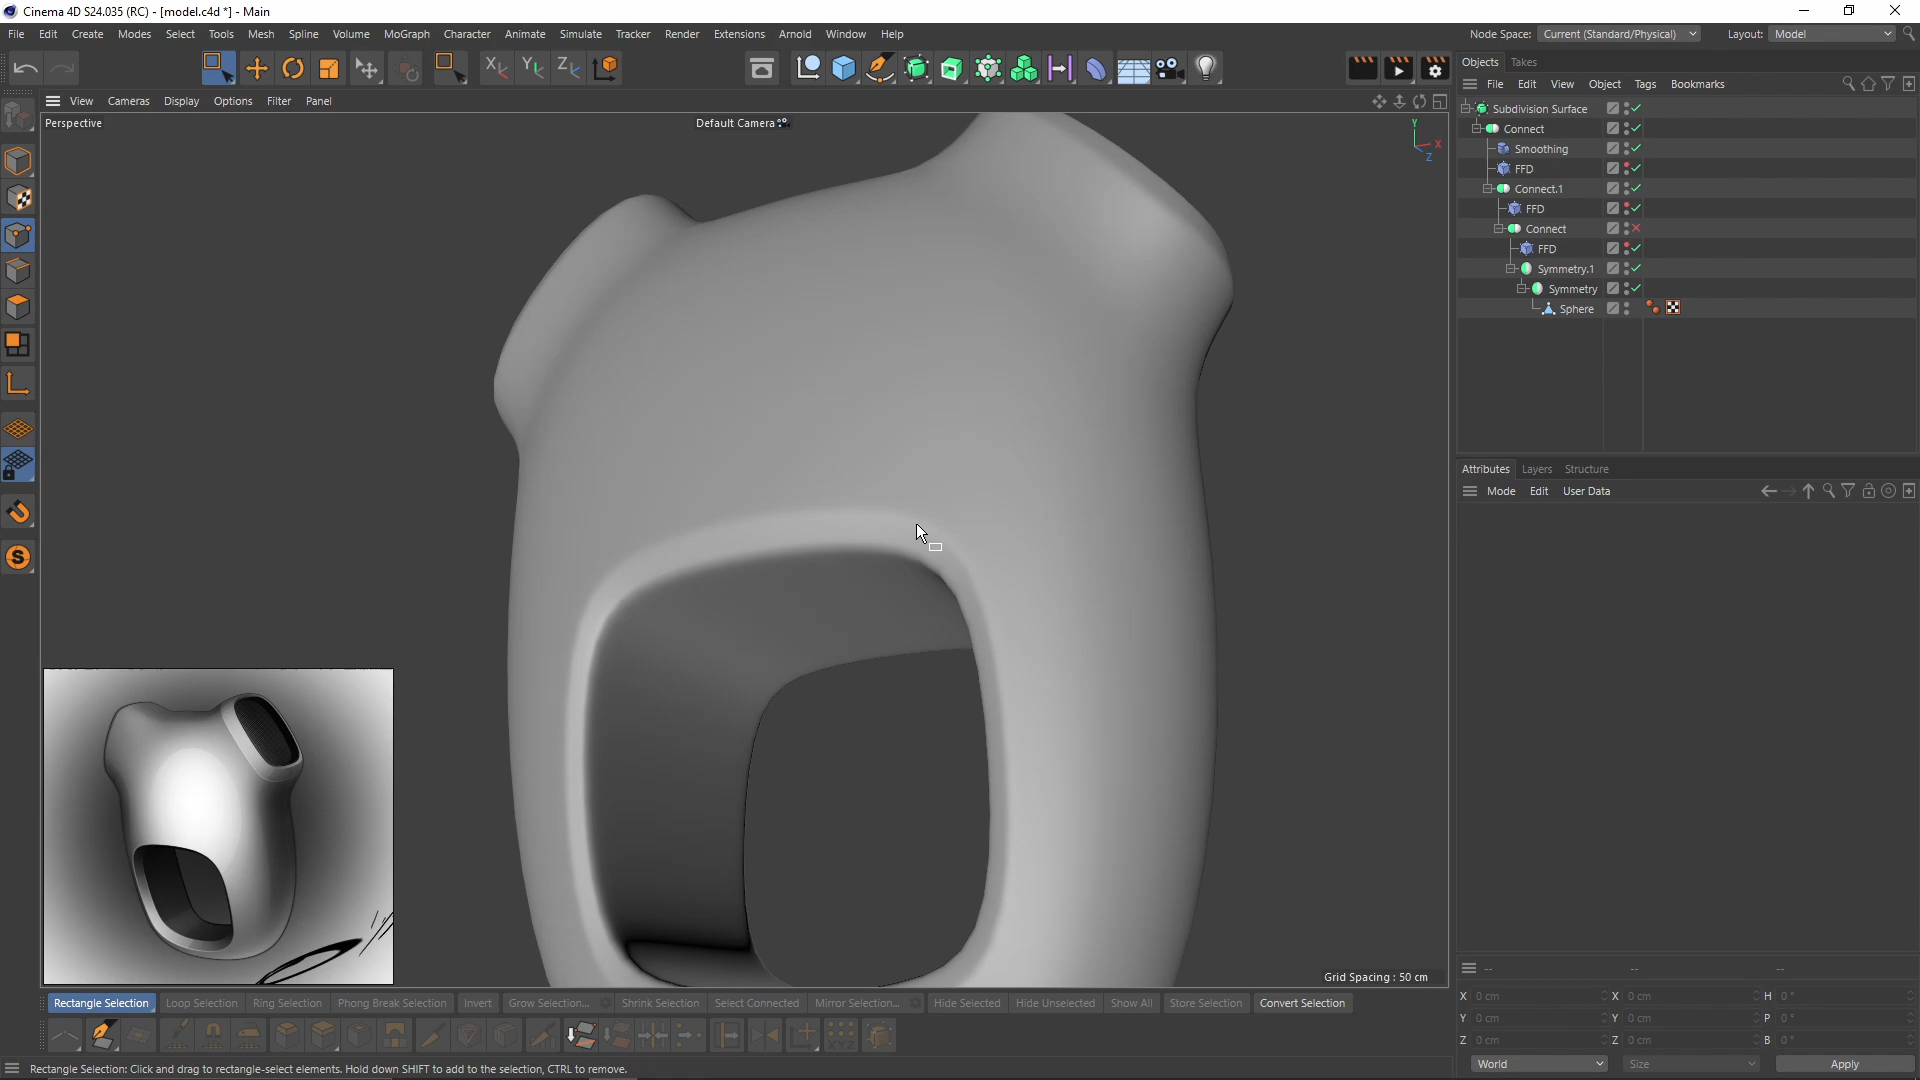 Cinema 4D S24.035 (RC) - [model.c4d *] - Main
File Edit Create Modes Select Tools Mesh Spline Volume MoGraph Character Animate Simulate Tracker Render Extensions Arnold Window Help
Node Space: Current (Standard/Physical) Layout: Model
View Cameras Display Options Filter Panel
Perspective
Default Camera
Y
X
Z
Grid Spacing : 50 cm
Objects Takes
File Edit View Object Tags Bookmarks
Subdivision Surface
Connect
Smoothing
FFD
Connect.1
FFD
Connect
FFD
Symmetry.1
Symmetry
Sphere
Attributes Layers Structure
Mode Edit User Data
-- -- --
X 0 cm X 0 cm H 0 °
Y 0 cm Y 0 cm P 0 °
Z 0 cm Z 0 cm B 0 °
World Size Apply
Rectangle Selection Loop Selection Ring Selection Phong Break Selection Invert Grow Selection... Shrink Selection Select Connected Mirror Selection... Hide Selected Hide Unselected Show All Store Selection Convert Selection
XYZ
Rectangle Selection: Click and drag to rectangle-select elements. Hold down SHIFT to add to the selection, CTRL to remove.